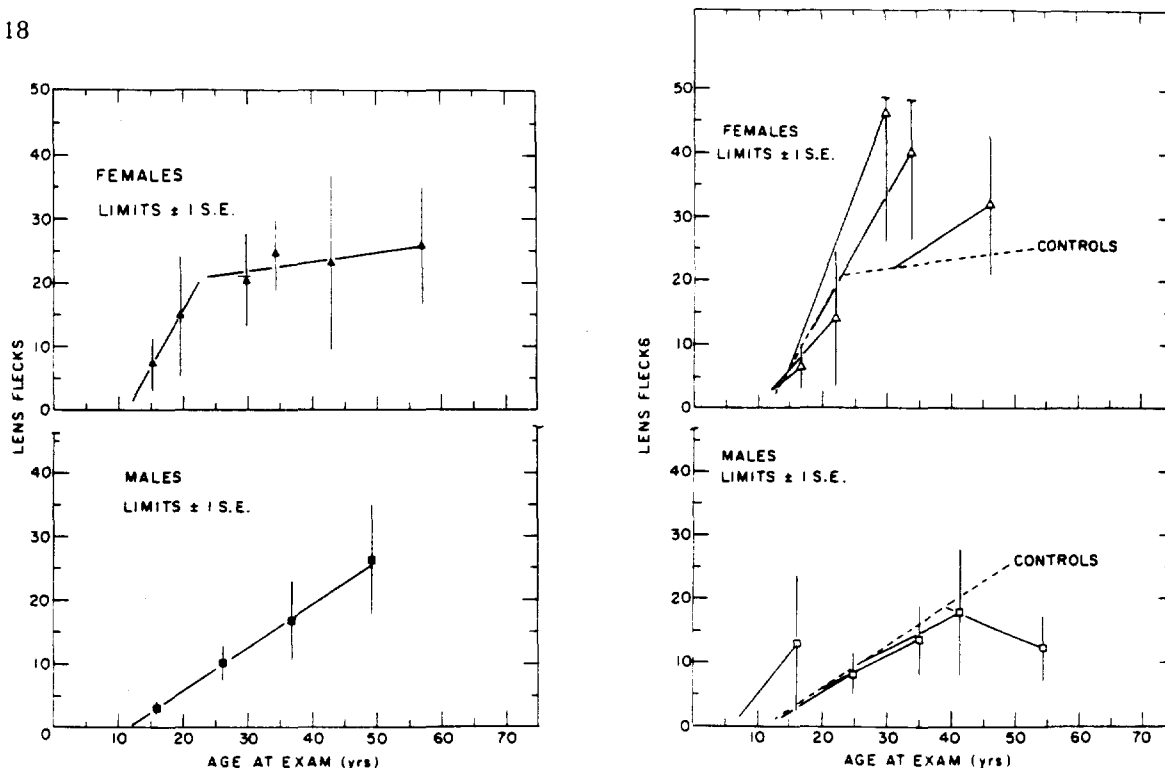 18
50
40
30
20
10
0
FEMALES
LIMITS ± 1 S.E.
LENS FLECKS
40
30
20
10
0
MALES
LIMITS ± 1 S.E.
10 20 30 40 50 60 70
AGE AT EXAM (yrs)
50
40
30
20
10
0
FEMALES
LIMITS ± 1 S.E.
CONTROLS
LENS FLECKS
40
30
20
10
0
MALES
LIMITS ± 1 S.E.
CONTROLS
10 20 30 40 50 60 70
AGE AT EXAM (yrs)